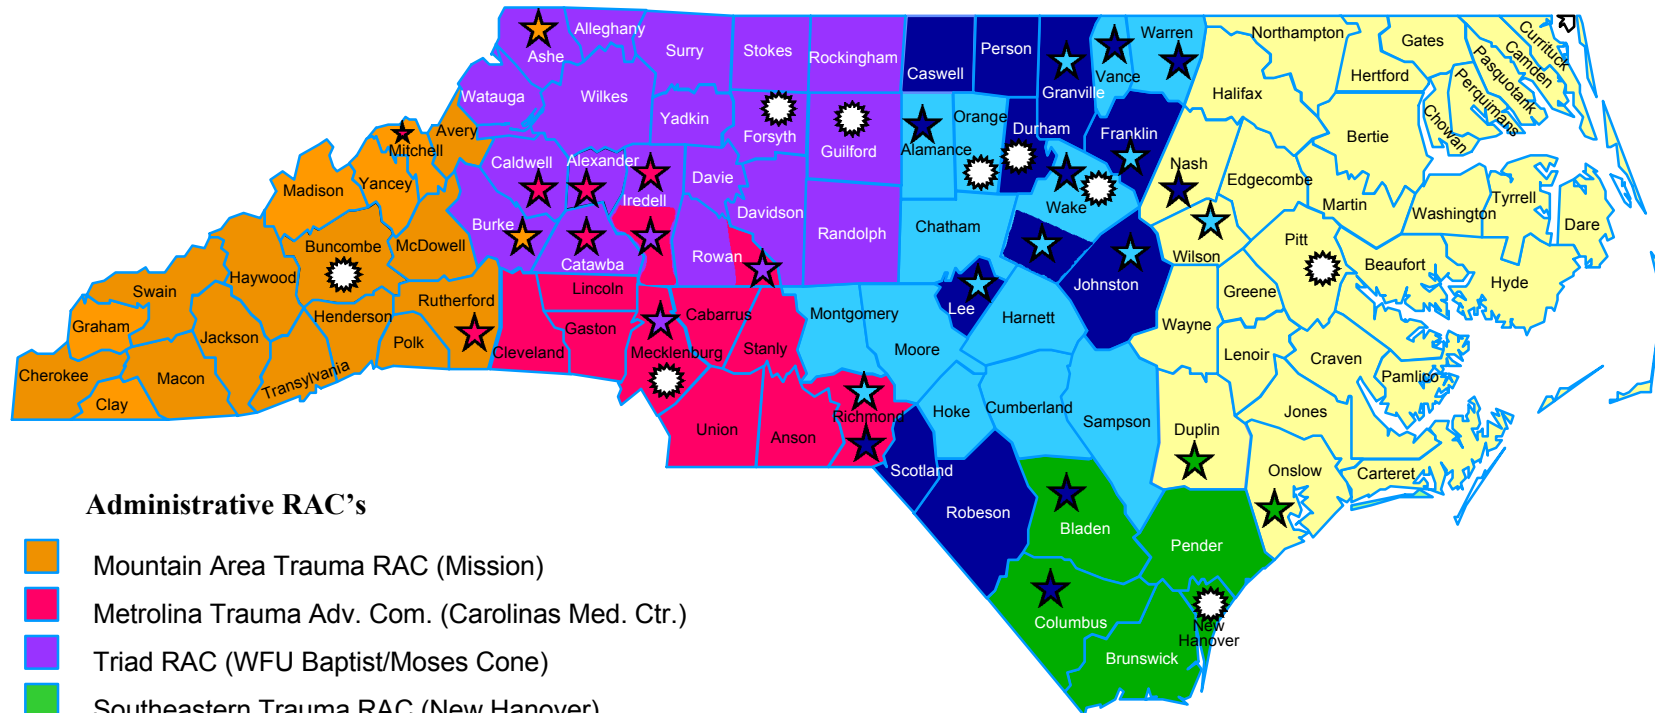 Alleghany
Ashe
Surry
Stokes
Rockingham
Caswell
Person
Granville
Vance
Warren
Northampton
Gates
Currituck
Camden
Pasquotank
Perquimans
Chowan
Hertford
Halifax
Bertie
Watauga
Wilkes
Yadkin
Forsyth
Guilford
Alamance
Orange
Durham
Franklin
Nash
Edgecombe
Martin
Washington
Tyrrell
Dare
Avery
Mitchell
Caldwell
Alexander
Iredell
Davie
Davidson
Randolph
Chatham
Wake
Wilson
Pitt
Beaufort
Hyde
Madison
Yancey
Buncombe
McDowell
Burke
Catawba
Rowan
Lee
Johnston
Greene
Wayne
Haywood
Swain
Graham
Jackson
Henderson
Rutherford
Polk
Cleveland
Lincoln
Gaston
Mecklenburg
Cabarrus
Stanly
Montgomery
Moore
Harnett
Lenoir
Craven
Pamlico
Cherokee
Clay
Macon
Transylvania
Union
Anson
Richmond
Hoke
Cumberland
Sampson
Duplin
Jones
Onslow
Carteret
Scotland
Robeson
Bladen
Pender
Columbus
New
Hanover
Brunswick
Administrative RAC's
Mountain Area Trauma RAC (Mission)
Metrolina Trauma Adv. Com. (Carolinas Med. Ctr.)
Triad RAC (WFU Baptist/Moses Cone)
Southeastern Trauma RAC (New Hanover)